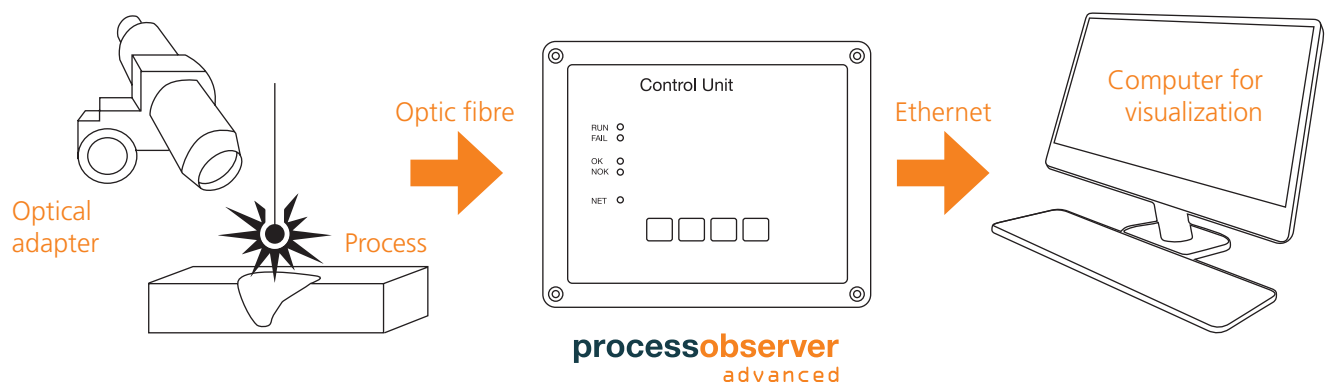 Optical
adapter
Process
Optic fibre
Control Unit
RUN
FAIL
OK
NOK
NET
processobserver
advanced
Ethernet
Computer for
visualization